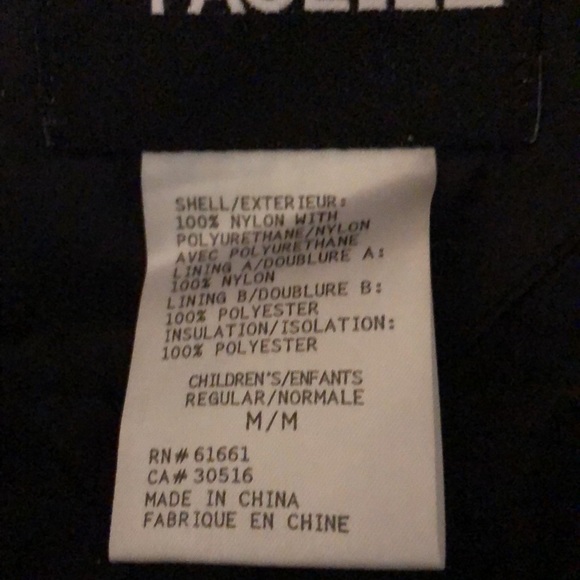 SHELL/EXTERIEUR:
100% NYLON WITH
POLYURETHANE/NYLON
AVEC POLYURETHANE
LINING A/DOUBLURE A:
100% NYLON
LINING B/DOUBLURE B:
100% POLYESTER
INSULATION/ISOLATION:
100% POLYESTER
CHILDREN'S/ENFANTS
REGULAR/NORMALE
M/M
RN# 61661
CA# 30516
MADE IN CHINA
FABRIQUE EN CHINE